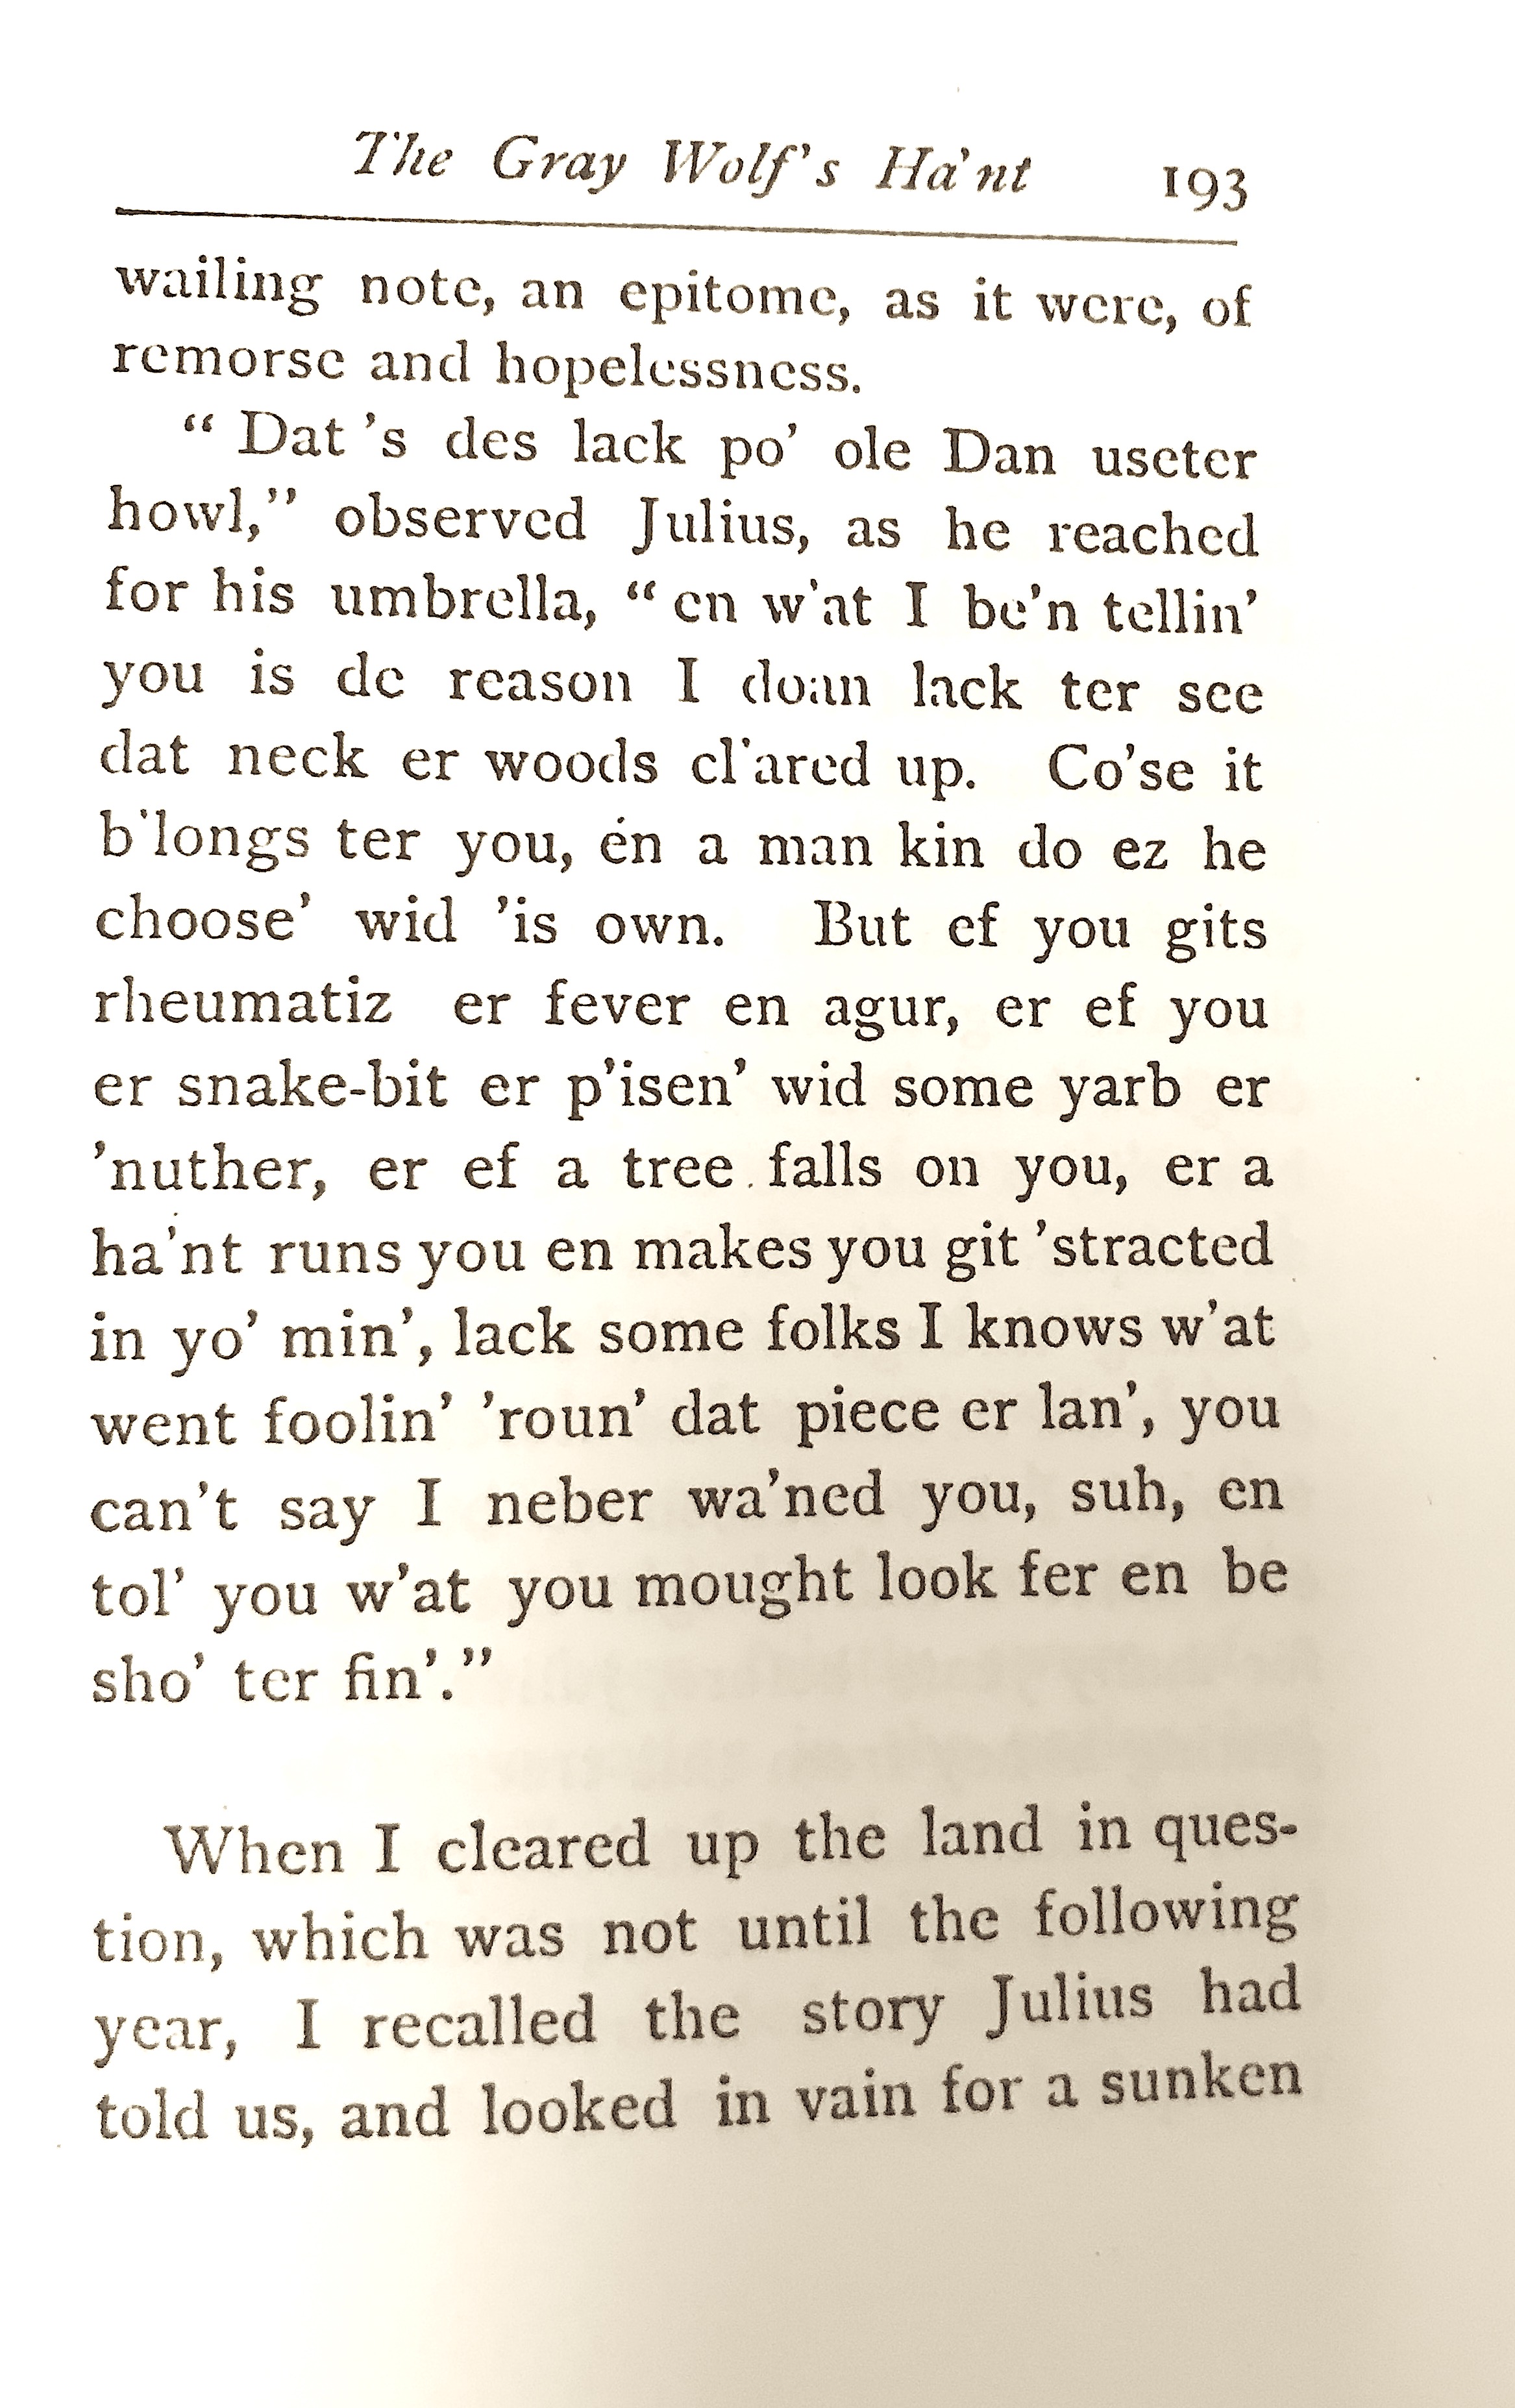 The Gray Wolf's Ha'nt 193
wailing note, an epitome, as it were, of
remorse and hopelessness.
“ Dat 's des lack po' ole Dan useter
howl,” observed Julius, as he reached
for his umbrella, “ en w'at I be'n tellin'
you is de reason I doan lack ter see
dat neck er woods cl'ared up. Co'se it
b'longs ter you, en a man kin do ez he
choose' wid 'is own. But ef you gits
rheumatiz er fever en agur, er ef you
er snake-bit er p'isen' wid some yarb er
'nuther, er ef a tree falls on you, er a
ha'nt runs you en makes you git 'stracted
in yo' min', lack some folks I knows w'at
went foolin' 'roun' dat piece er lan', you
can't say I neber wa'ned you, suh, en
tol' you w'at you mought look fer en be
sho' ter fin'.”
When I cleared up the land in ques-
tion, which was not until the following
year, I recalled the story Julius had
told us, and looked in vain for a sunken